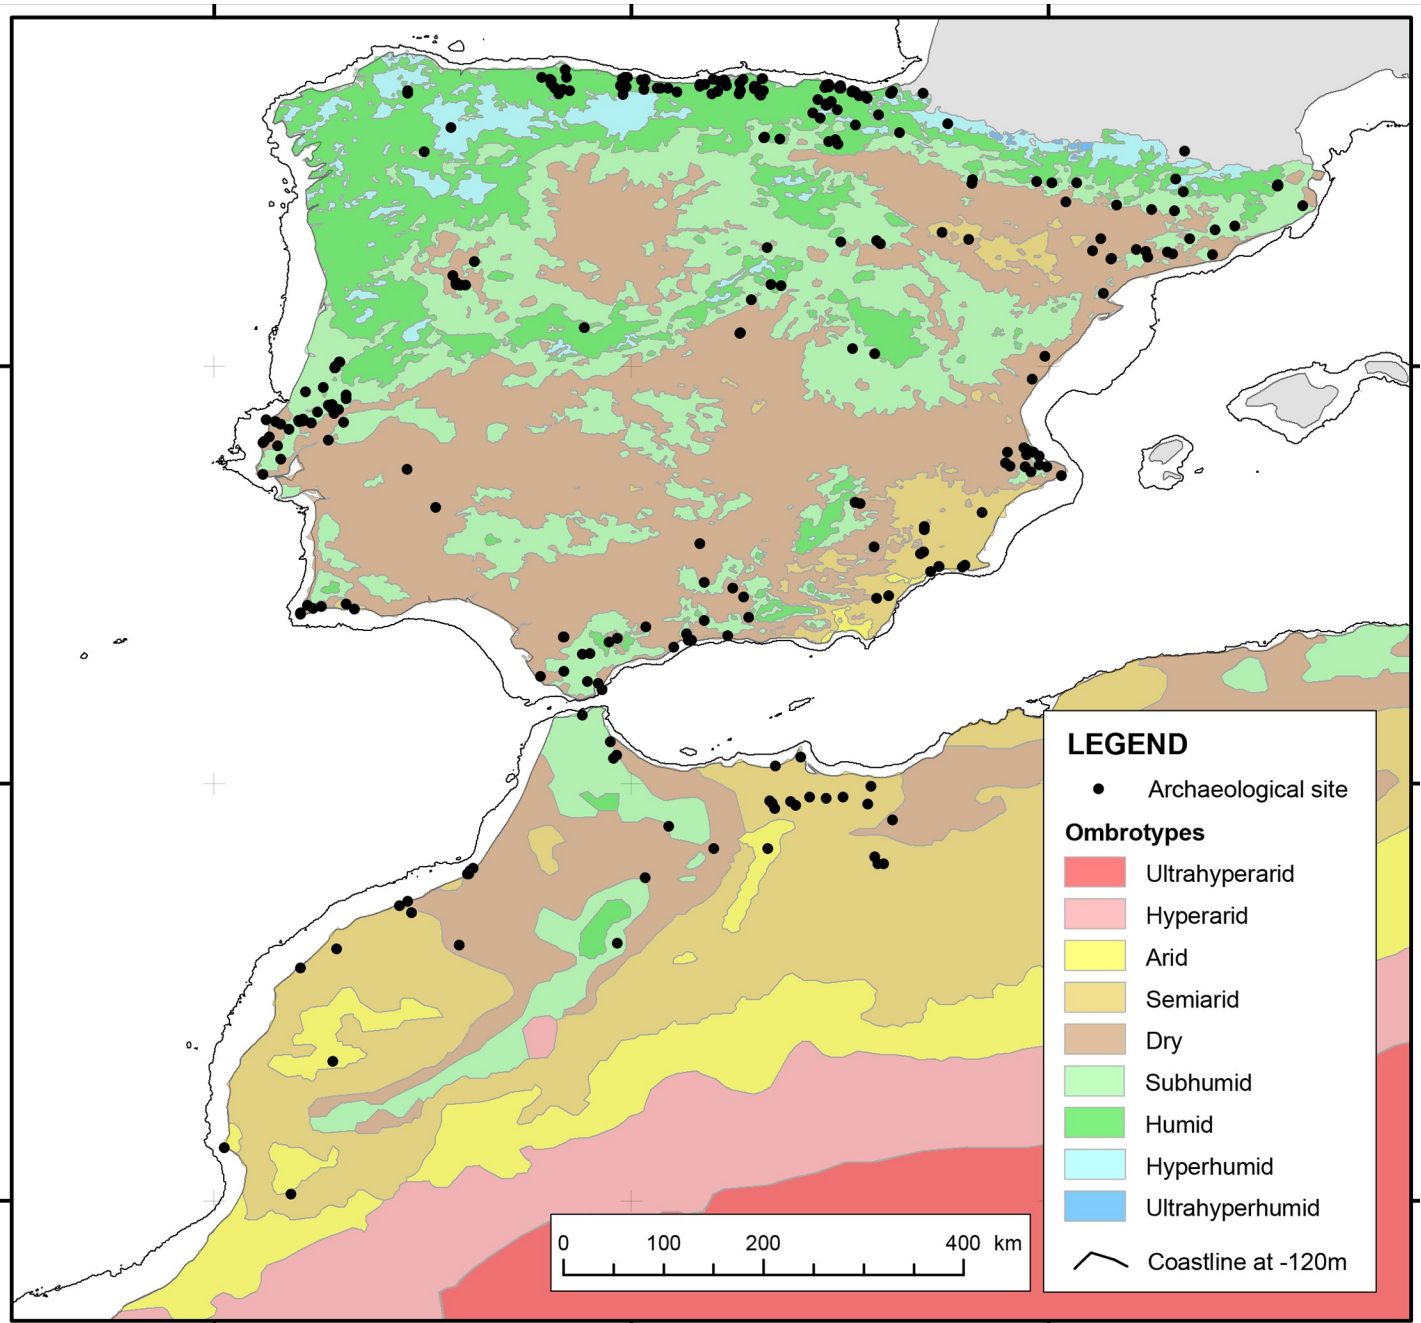 LEGEND
Archaeological site
Ombrotypes
Ultrahyperarid
Hyperarid
Arid
Semiarid
Dry
Subhumid
Humid
Hyperhumid
Ultrahyperhumid
Coastline at -120m
0 100 200 400 km